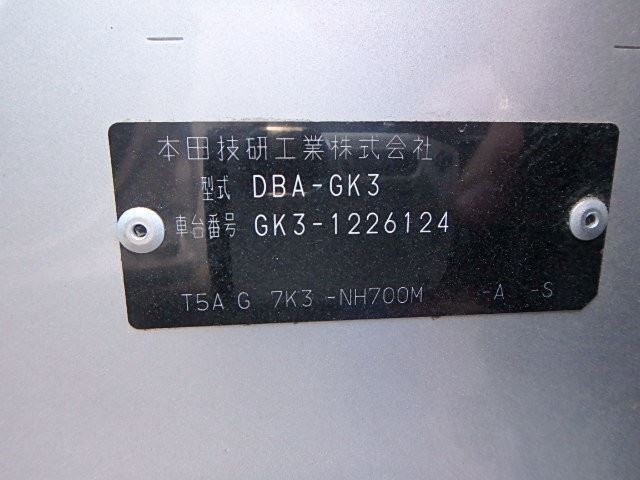 本田技研工業株式会社
型式 DBA-GK3
車台番号 GK3-1226124
T5A G 7K3 -NH700M -A -S